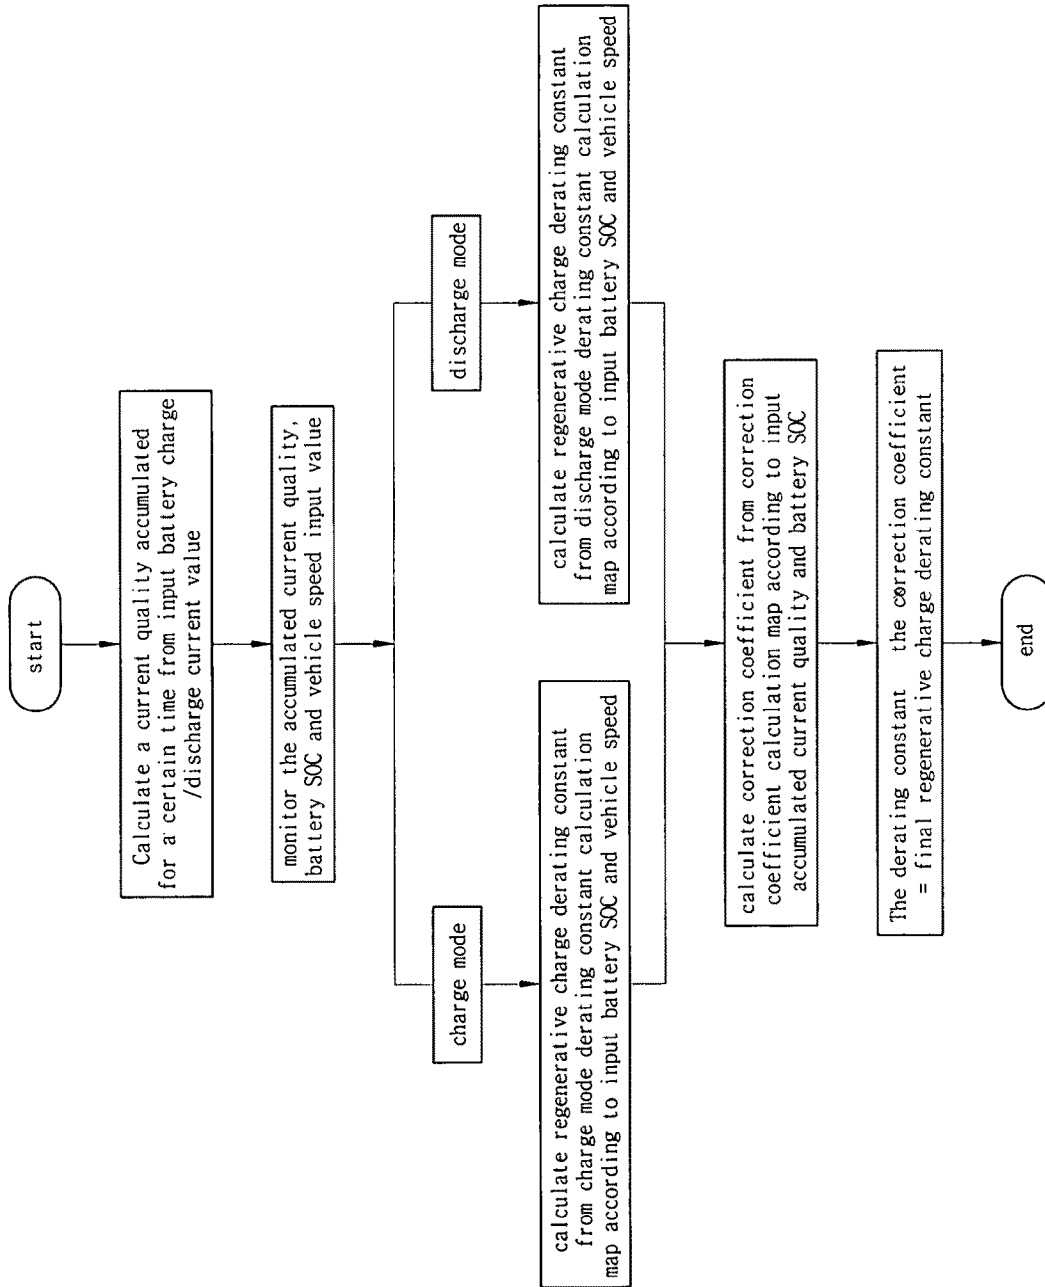 start
Calculate a current quality accumulated
for a certain time from input battery charge
/discharge current value
monitor the accumulated current quality,
battery SOC and vehicle speed input value
charge mode
discharge mode
calculate regenerative charge derating constant
from charge mode derating constant calculation
map according to input battery SOC and vehicle speed
calculate regenerative charge derating constant
from discharge mode derating constant calculation
map according to input battery SOC and vehicle speed
calculate correction coefficient from correction
coefficient calculation map according to input
accumulated current quality and battery SOC
The derating constant the correction coefficient
= final regenerative charge derating constant
end